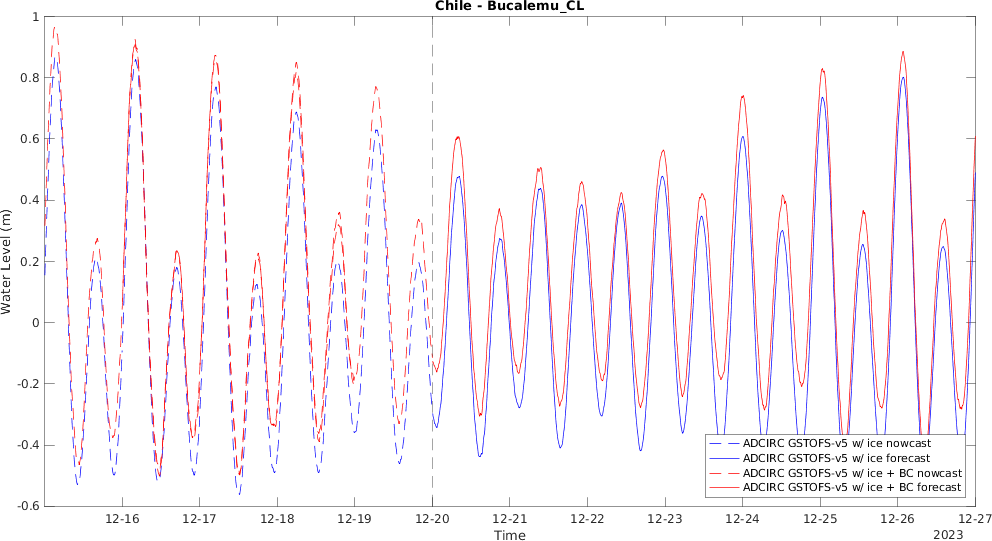 Chile - Bucalemu_CL
1
0.8
0.6
0.4
0.2
0
-0.2
-0.4
-0.6
Water Level (m)
ADCIRC GSTOFS-v5 w/ ice nowcast
ADCIRC GSTOFS-v5 w/ ice forecast
ADCIRC GSTOFS-v5 w/ ice + BC nowcast
ADCIRC GSTOFS-v5 w/ ice + BC forecast
12-16 12-17 12-18 12-19 12-20 12-21 12-22 12-23 12-24 12-25 12-26 12-27
Time
2023